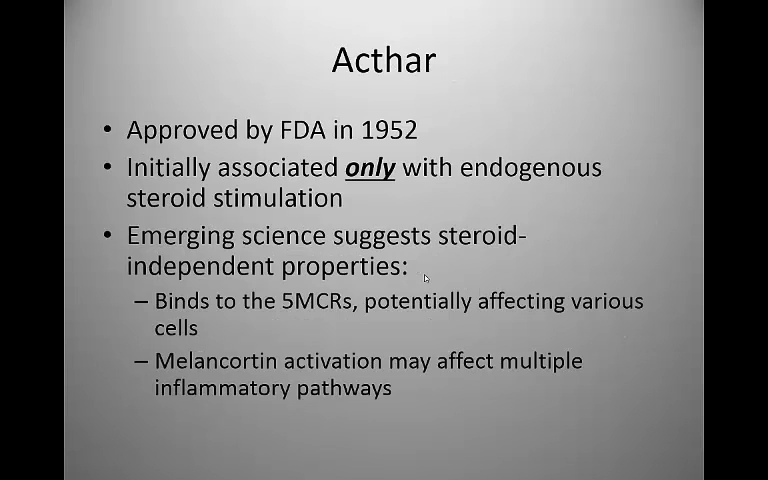 Acthar
• Approved by FDA in 1952
• Initially associated only with endogenous
steroid stimulation
• Emerging science suggests steroid-
independent properties:
– Binds to the 5MCRs, potentially affecting various
cells
– Melancortin activation may affect multiple
inflammatory pathways